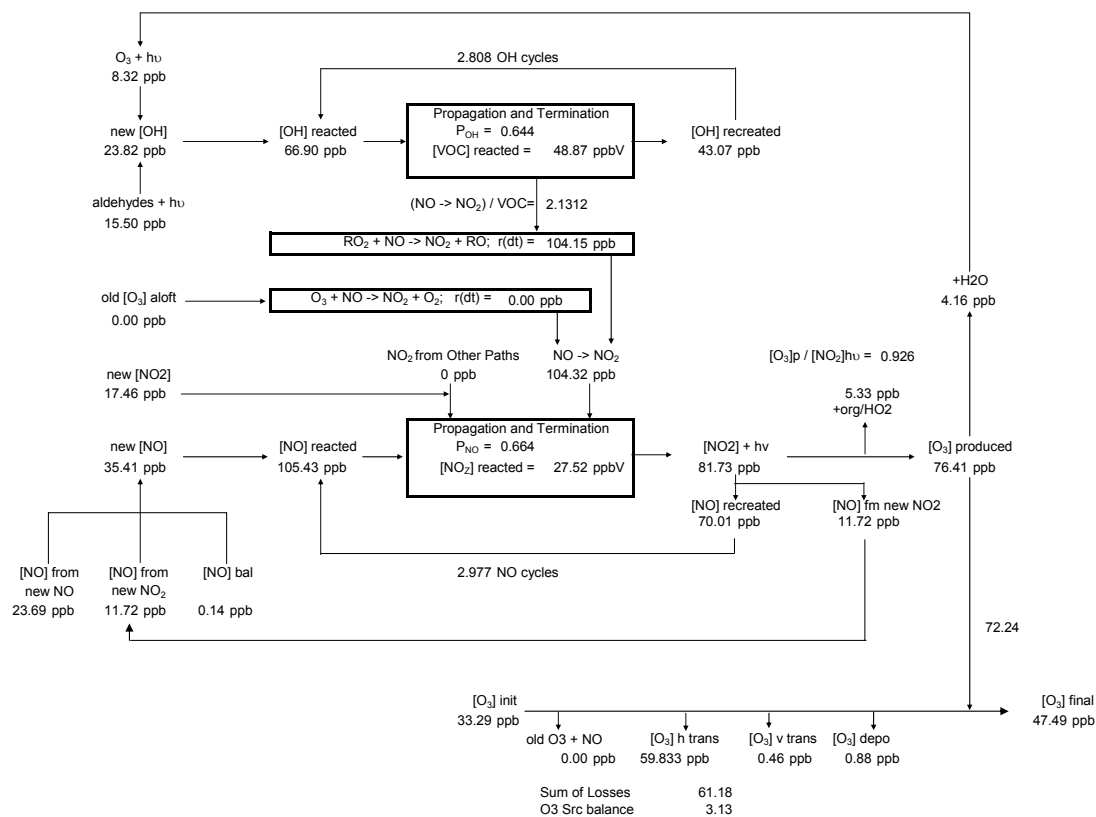 O₃ + hυ
8.32 ppb
2.808 OH cycles
new [OH]
23.82 ppb
[OH] reacted
66.90 ppb
Propagation and Termination
P_OH = 0.644
[VOC] reacted = 48.87 ppbV
[OH] recreated
43.07 ppb
aldehydes + hυ
15.50 ppb
(NO -> NO₂) / VOC= 2.1312
RO₂ + NO -> NO₂ + RO; r(dt) = 104.15 ppb
old [O₃] aloft
0.00 ppb
O₃ + NO -> NO₂ + O₂; r(dt) = 0.00 ppb
+H2O
4.16 ppb
NO₂ from Other Paths
0 ppb
NO -> NO₂
104.32 ppb
[O₃]p / [NO₂]hυ = 0.926
new [NO2]
17.46 ppb
5.33 ppb
+org/HO2
new [NO]
35.41 ppb
[NO] reacted
105.43 ppb
Propagation and Termination
P_NO = 0.664
[NO_Z] reacted = 27.52 ppbV
[NO2] + hv
81.73 ppb
[O₃] produced
76.41 ppb
[NO] recreated
70.01 ppb
[NO] fm new NO2
11.72 ppb
2.977 NO cycles
[NO] from
new NO
23.69 ppb
[NO] from
new NO₂
11.72 ppb
[NO] bal
0.14 ppb
72.24
[O₃] init
33.29 ppb
[O₃] final
47.49 ppb
old O3 + NO
0.00 ppb
[O₃] h trans
59.833 ppb
[O₃] v trans
0.46 ppb
[O₃] depo
0.88 ppb
Sum of Losses 61.18
O3 Src balance 3.13